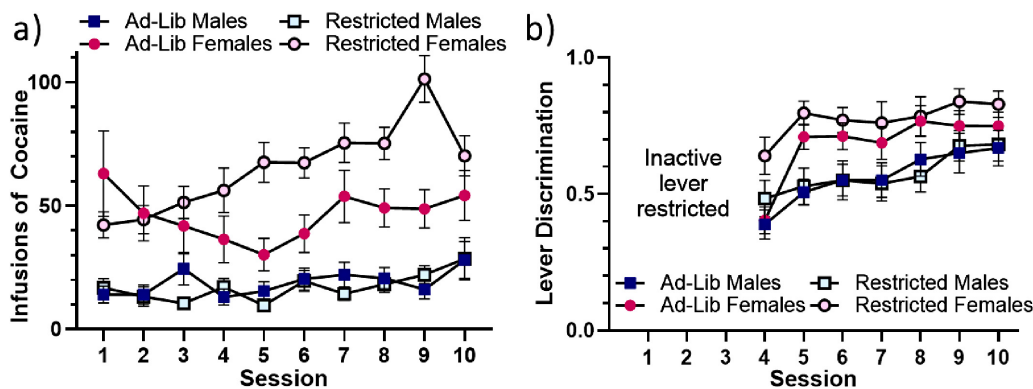 a)
Ad-Lib Males
Restricted Males
Ad-Lib Females
Restricted Females
Infusions of Cocaine
100
50
0
1 2 3 4 5 6 7 8 9 10
Session
b)
Lever Discrimination
1.0
0.5
0.0
Inactive
lever
restricted
Ad-Lib Males
Restricted Males
Ad-Lib Females
Restricted Females
1 2 3 4 5 6 7 8 9 10
Session